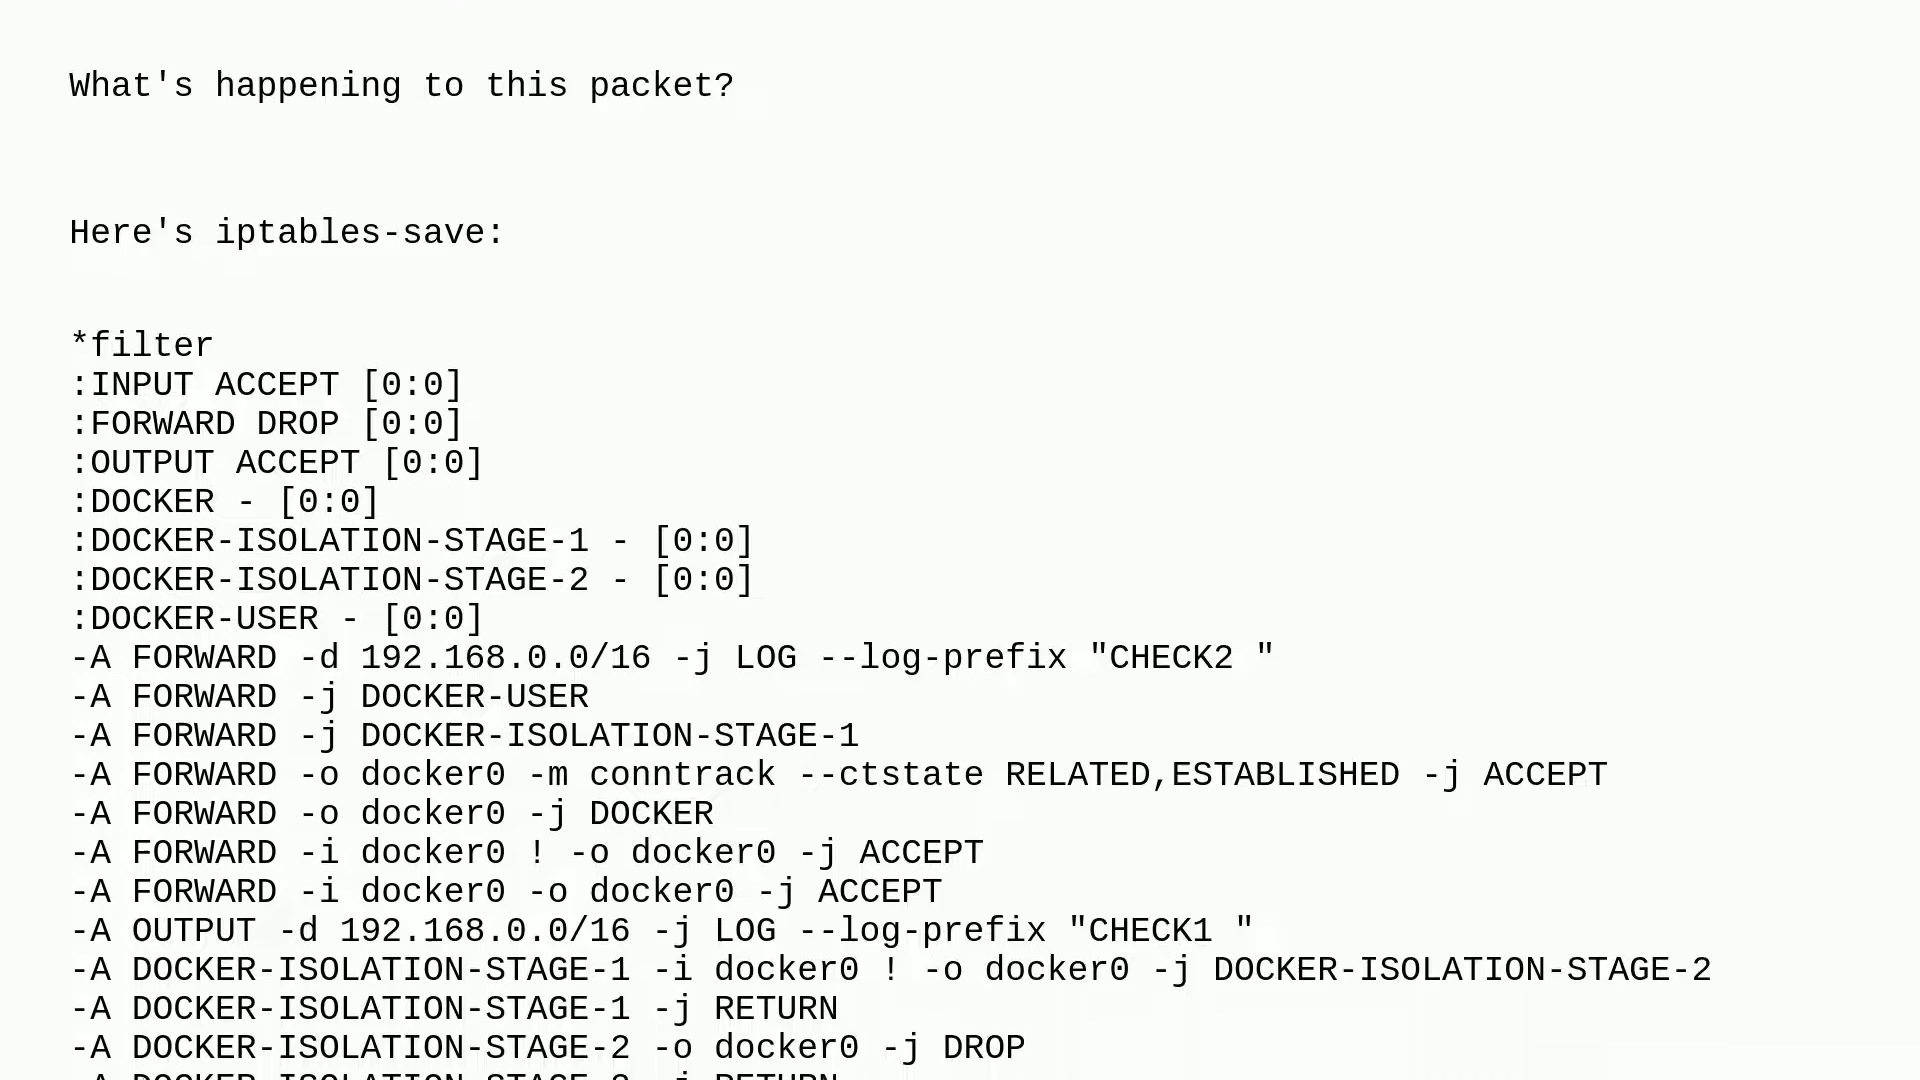 What's happening to this packet?
Here's iptables-save:
*filter
:INPUT ACCEPT [0:0]
:FORWARD DROP [0:0]
:OUTPUT ACCEPT [0:0]
:DOCKER - [0:0]
:DOCKER-ISOLATION-STAGE-1 - [0:0]
:DOCKER-ISOLATION-STAGE-2 - [0:0]
:DOCKER-USER - [0:0]
-A FORWARD -d 192.168.0.0/16 -j LOG --log-prefix "CHECK2 "
-A FORWARD -j DOCKER-USER
-A FORWARD -j DOCKER-ISOLATION-STAGE-1
-A FORWARD -o docker0 -m conntrack --ctstate RELATED,ESTABLISHED -j ACCEPT
-A FORWARD -o docker0 -j DOCKER
-A FORWARD -i docker0 ! -o docker0 -j ACCEPT
-A FORWARD -i docker0 -o docker0 -j ACCEPT
-A OUTPUT -d 192.168.0.0/16 -j LOG --log-prefix "CHECK1 "
-A DOCKER-ISOLATION-STAGE-1 -i docker0 ! -o docker0 -j DOCKER-ISOLATION-STAGE-2
-A DOCKER-ISOLATION-STAGE-1 -j RETURN
-A DOCKER-ISOLATION-STAGE-2 -o docker0 -j DROP
-A DOCKER-ISOLATION-STAGE-2 -j RETURN